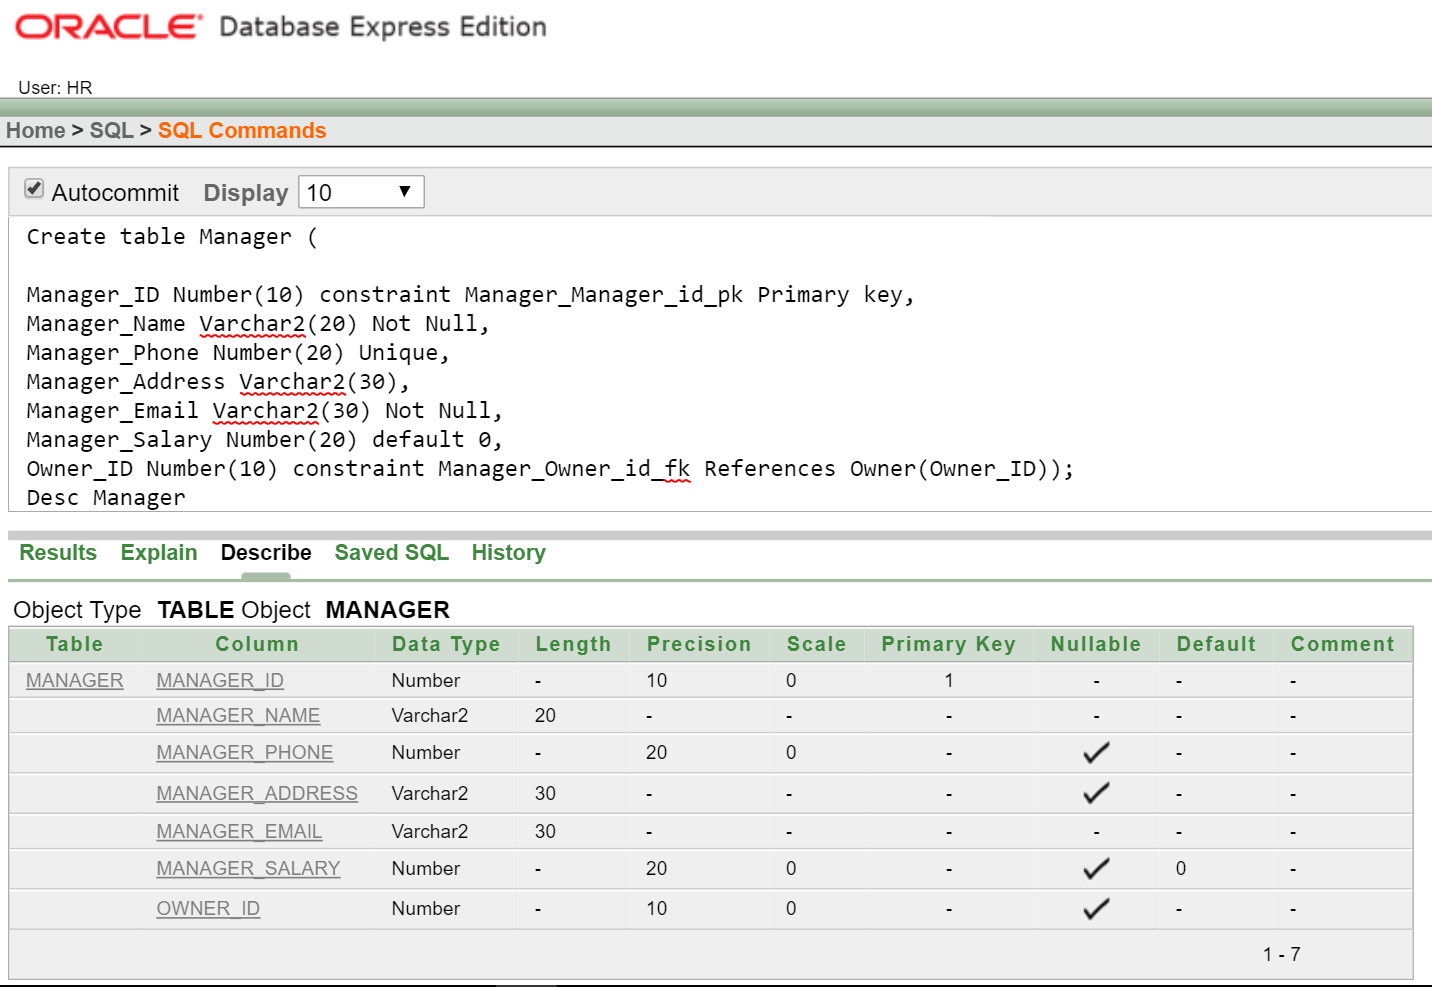 ORACLE® Database Express Edition
User: HR
Home > SQL > SQL Commands
Autocommit Display 10
Create table Manager (
Manager_ID Number(10) constraint Manager_Manager_id_pk Primary key,
Manager_Name Varchar2(20) Not Null,
Manager_Phone Number(20) Unique,
Manager_Address Varchar2(30),
Manager_Email Varchar2(30) Not Null,
Manager_Salary Number(20) default 0,
Owner_ID Number(10) constraint Manager_Owner_id_fk References Owner(Owner_ID));
Desc Manager
Results Explain Describe Saved SQL History
Object Type TABLE Object MANAGER
Table Column Data Type Length Precision Scale Primary Key Nullable Default Comment
MANAGER MANAGER_ID Number - 10 0 1 - - -
MANAGER_NAME Varchar2 20 - - - - - -
MANAGER_PHONE Number - 20 0 - ✓ - -
MANAGER_ADDRESS Varchar2 30 - - - ✓ - -
MANAGER_EMAIL Varchar2 30 - - - - - -
MANAGER_SALARY Number - 20 0 - ✓ 0 -
OWNER_ID Number - 10 0 - ✓ - -
1 - 7